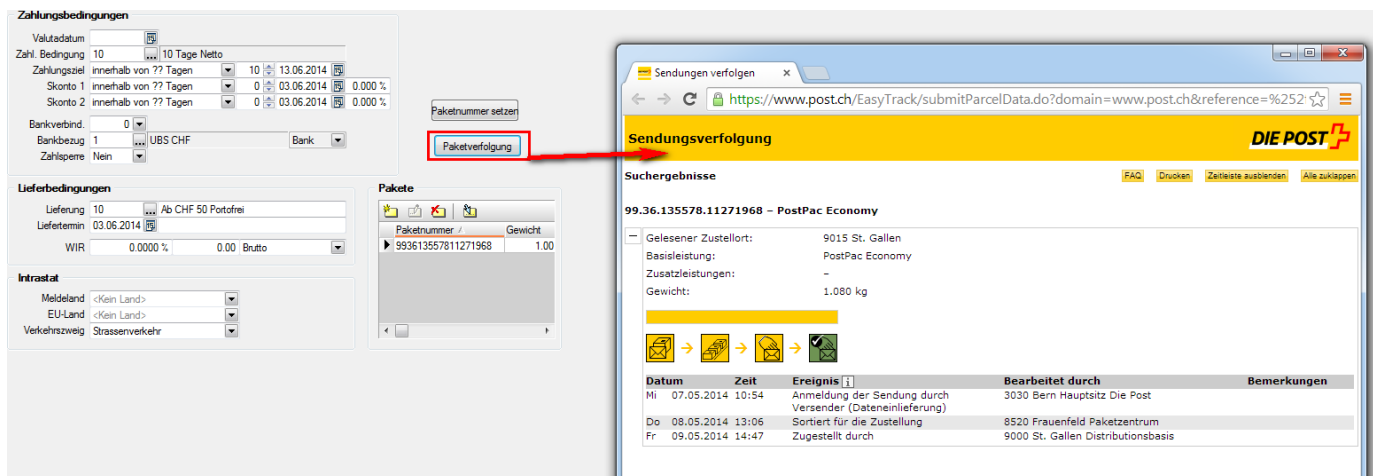 Zahlungsbedingungen
Valutadatum
Zahl. Bedingung 10 ... 10 Tage Netto
Zahlungsziel innerhalb von ?? Tagen 10 13.06.2014
Skonto 1 innerhalb von ?? Tagen 0 03.06.2014 0.000 %
Skonto 2 innerhalb von ?? Tagen 0 03.06.2014 0.000 %
Bankverbind. 0
Bankbezug 1 ... UBS CHF Bank
Zahlsperre Nein
Paketnummer setzen
Paketverfolgung
Lieferbedingungen
Lieferung 10 ... Ab CHF 50 Portofrei
Liefertermin 03.06.2014
WIR 0.0000 % 0.00 Brutto
Intrastat
Meldeland <Kein Land>
EU-Land <Kein Land>
Verkehrszweig Strassenverkehr
Pakete
Paketnummer Gewicht
993613557811271968 1.00
Sendungen verfolgen
https://www.post.ch/EasyTrack/submitParcelData.do?domain=www.post.ch&reference=%252
Sendungsverfolgung DIE POST
Suchergebnisse FAQ Drucken Zeitleiste ausblenden Alle zuklappen
99.36.135578.11271968 – PostPac Economy
Gelesener Zustellort: 9015 St. Gallen
Basisleistung: PostPac Economy
Zusatzleistungen: –
Gewicht: 1.080 kg
Datum Zeit Ereignis i Bearbeitet durch Bemerkungen
Mi 07.05.2014 10:54 Anmeldung der Sendung durch 3030 Bern Hauptsitz Die Post
Versender (Dateneinlieferung)
Do 08.05.2014 13:06 Sortiert für die Zustellung 8520 Frauenfeld Paketzentrum
Fr 09.05.2014 14:47 Zugestellt durch 9000 St. Gallen Distributionsbasis